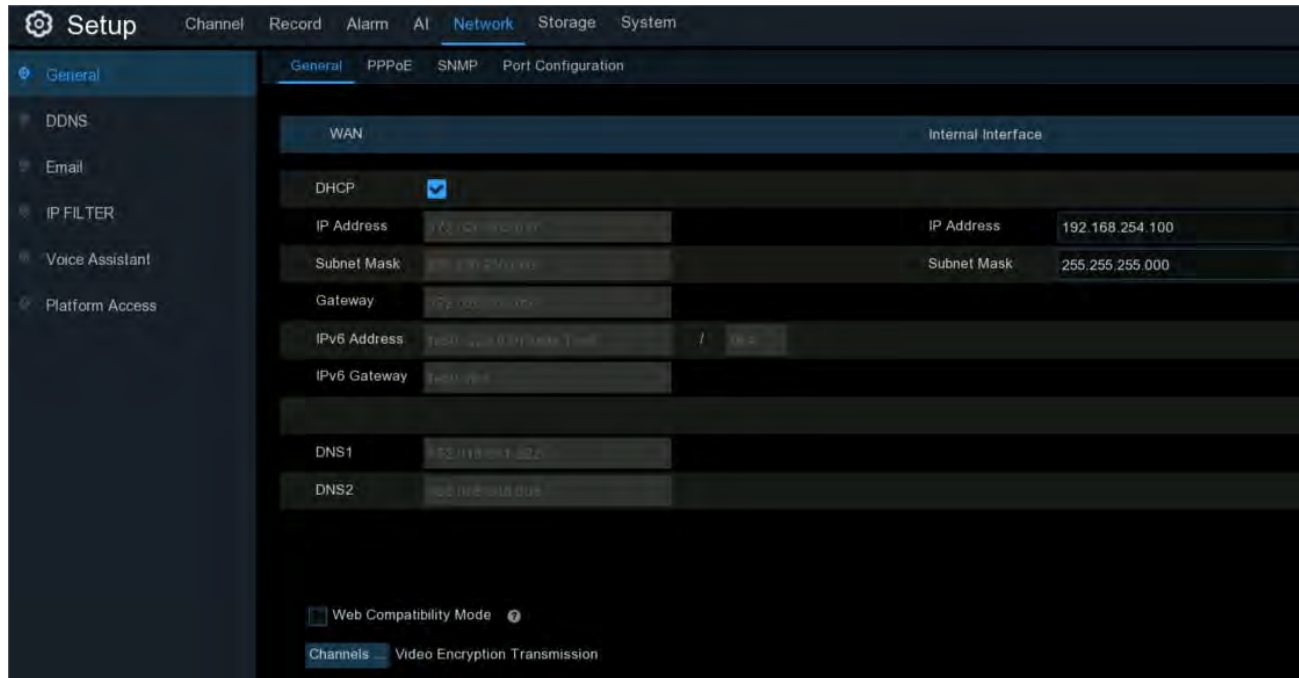 Setup Channel Record Alarm AI Network Storage System
General
DDNS
Email
IP FILTER
Voice Assistant
Platform Access
General PPPoE SNMP Port Configuration
WAN Internal Interface
DHCP
IP Address IP Address 192.168.254.100
Subnet Mask Subnet Mask 255.255.255.000
Gateway
IPv6 Address /
IPv6 Gateway
DNS1
DNS2
Web Compatibility Mode
Channels ... Video Encryption Transmission